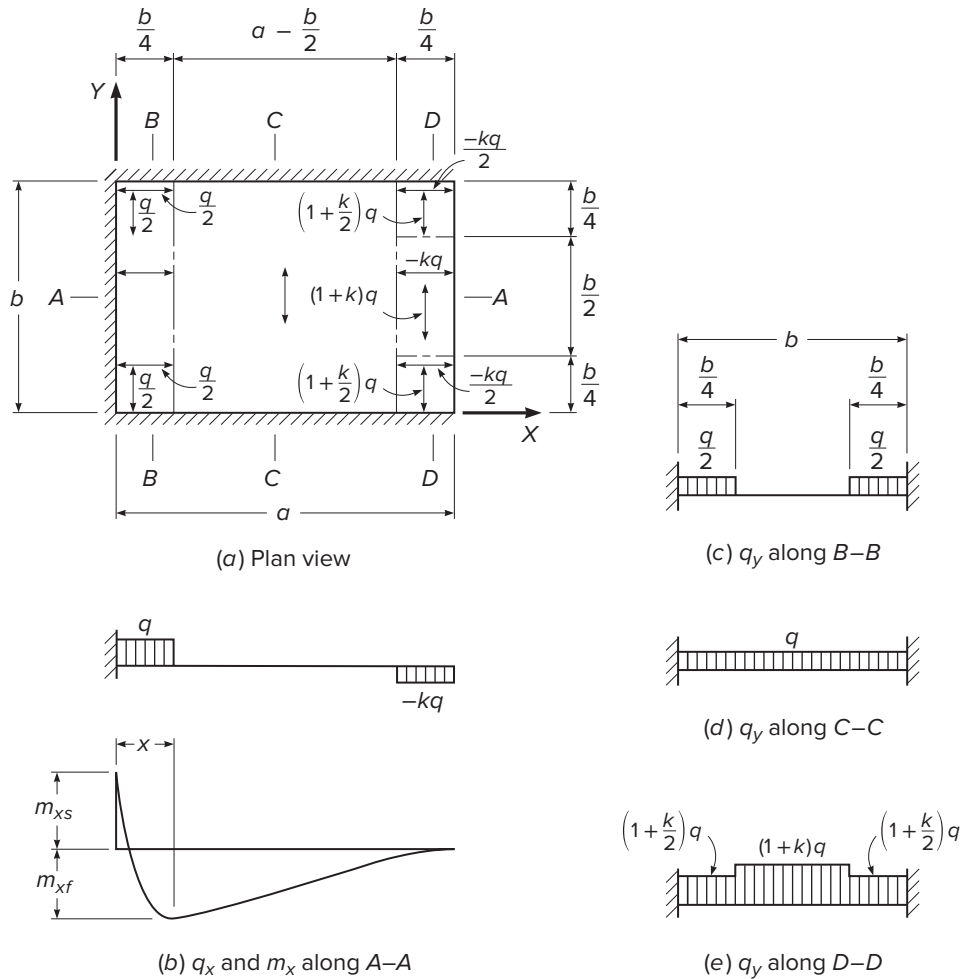 b/4
a − b/2
b/4
Y
B
C
D
−kq/2
q/2
q/2
(1 + k/2) q
b/4
−kq
b
A
(1 + k)q
A
b/2
q/2
q/2
(1 + k/2) q
−kq/2
b/4
X
B
C
D
a
(a) Plan view
b
b/4
b/4
q/2
q/2
(c) q_y along B–B
q
−kq
x
m_xs
m_xf
(b) q_x and m_x along A–A
q
(d) q_y along C–C
(1 + k/2) q
(1 + k)q
(1 + k/2) q
(e) q_y along D–D